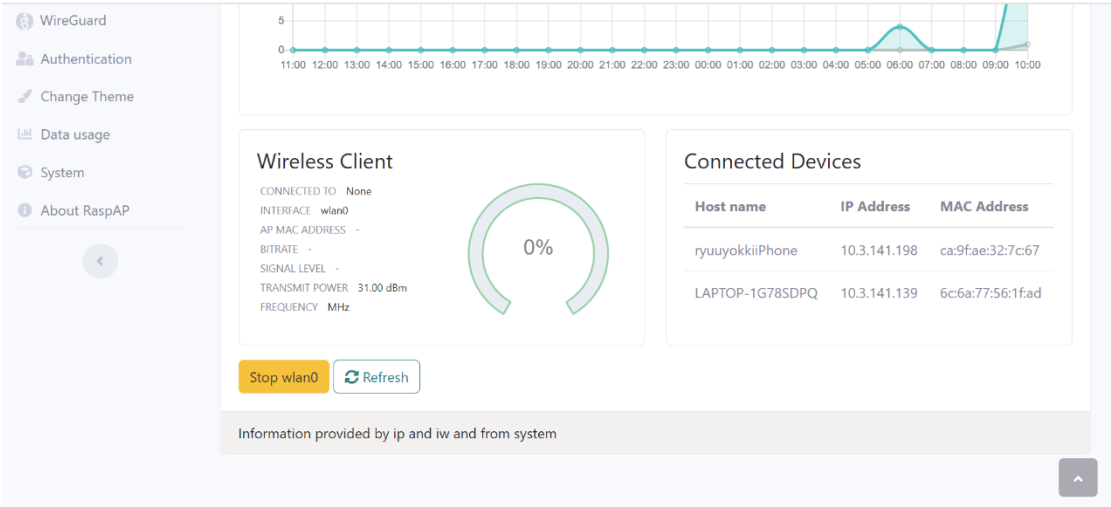 WireGuard
Authentication
Change Theme
Data usage
System
About RaspAP
5
0
11:00 12:00 13:00 14:00 15:00 16:00 17:00 18:00 19:00 20:00 21:00 22:00 23:00 00:00 01:00 02:00 03:00 04:00 05:00 06:00 07:00 08:00 09:00 10:00
Wireless Client
CONNECTED TO None
INTERFACE wlan0
AP MAC ADDRESS -
BITRATE -
SIGNAL LEVEL -
TRANSMIT POWER 31.00 dBm
FREQUENCY MHz
0%
Connected Devices
Host name IP Address MAC Address
ryuuyokkiiPhone 10.3.141.198 ca:9f:ae:32:7c:67
LAPTOP-1G78SDPQ 10.3.141.139 6c:6a:77:56:1f:ad
Stop wlan0 Refresh
Information provided by ip and iw and from system